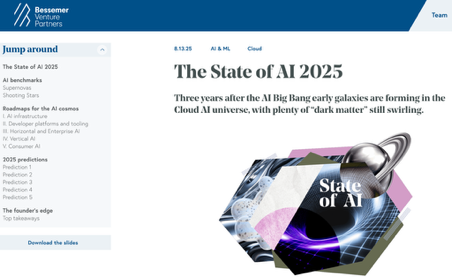 Bessemer
Venture
Partners
Team
Jump around
The State of AI 2025
AI benchmarks
Supernovas
Shooting Stars
Roadmaps for the AI cosmos
I. AI infrastructure
II. Developer platforms and tooling
III. Horizontal and Enterprise AI
IV. Vertical AI
V. Consumer AI
2025 predictions
Prediction 1
Prediction 2
Prediction 3
Prediction 4
Prediction 5
The founder's edge
Top takeaways
Download the slides
8.13.25 AI & ML Cloud
The State of AI 2025
Three years after the AI Big Bang early galaxies are forming in the
Cloud AI universe, with plenty of “dark matter” still swirling.
State
of AI